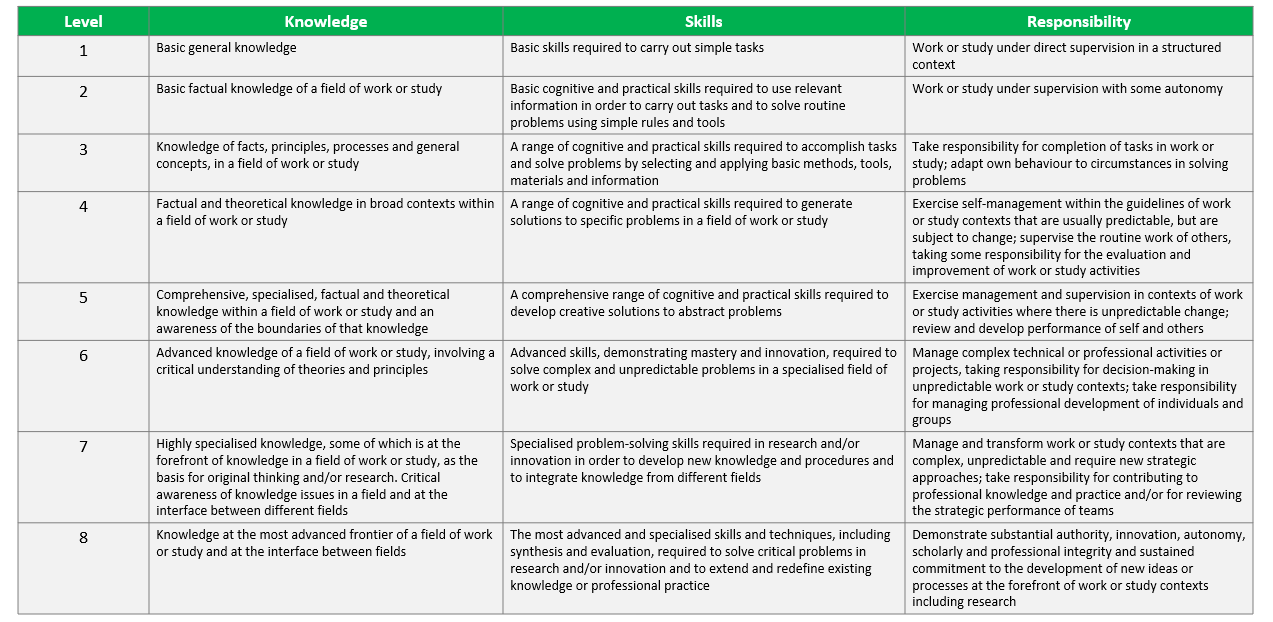 Level
Knowledge
Skills
Responsibility
1
Basic general knowledge
Basic skills required to carry out simple tasks
Work or study under direct supervision in a structured
context
2
Basic factual knowledge of a field of work or study
Basic cognitive and practical skills required to use relevant
information in order to carry out tasks and to solve routine
problems using simple rules and tools
Work or study under supervision with some autonomy
3
Knowledge of facts, principles, processes and general
concepts, in a field of work or study
A range of cognitive and practical skills required to accomplish tasks
and solve problems by selecting and applying basic methods, tools,
materials and information
Take responsibility for completion of tasks in work or
study; adapt own behaviour to circumstances in solving
problems
4
Factual and theoretical knowledge in broad contexts within
a field of work or study
A range of cognitive and practical skills required to generate
solutions to specific problems in a field of work or study
Exercise self-management within the guidelines of work
or study contexts that are usually predictable, but are
subject to change; supervise the routine work of others,
taking some responsibility for the evaluation and
improvement of work or study activities
5
Comprehensive, specialised, factual and theoretical
knowledge within a field of work or study and an
awareness of the boundaries of that knowledge
A comprehensive range of cognitive and practical skills required to
develop creative solutions to abstract problems
Exercise management and supervision in contexts of work
or study activities where there is unpredictable change;
review and develop performance of self and others
6
Advanced knowledge of a field of work or study, involving a
critical understanding of theories and principles
Advanced skills, demonstrating mastery and innovation, required to
solve complex and unpredictable problems in a specialised field of
work or study
Manage complex technical or professional activities or
projects, taking responsibility for decision-making in
unpredictable work or study contexts; take responsibility
for managing professional development of individuals and
groups
7
Highly specialised knowledge, some of which is at the
forefront of knowledge in a field of work or study, as the
basis for original thinking and/or research. Critical
awareness of knowledge issues in a field and at the
interface between different fields
Specialised problem-solving skills required in research and/or
innovation in order to develop new knowledge and procedures and
to integrate knowledge from different fields
Manage and transform work or study contexts that are
complex, unpredictable and require new strategic
approaches; take responsibility for contributing to
professional knowledge and practice and/or for reviewing
the strategic performance of teams
8
Knowledge at the most advanced frontier of a field of work
or study and at the interface between fields
The most advanced and specialised skills and techniques, including
synthesis and evaluation, required to solve critical problems in
research and/or innovation and to extend and redefine existing
knowledge or professional practice
Demonstrate substantial authority, innovation, autonomy,
scholarly and professional integrity and sustained
commitment to the development of new ideas or
processes at the forefront of work or study contexts
including research